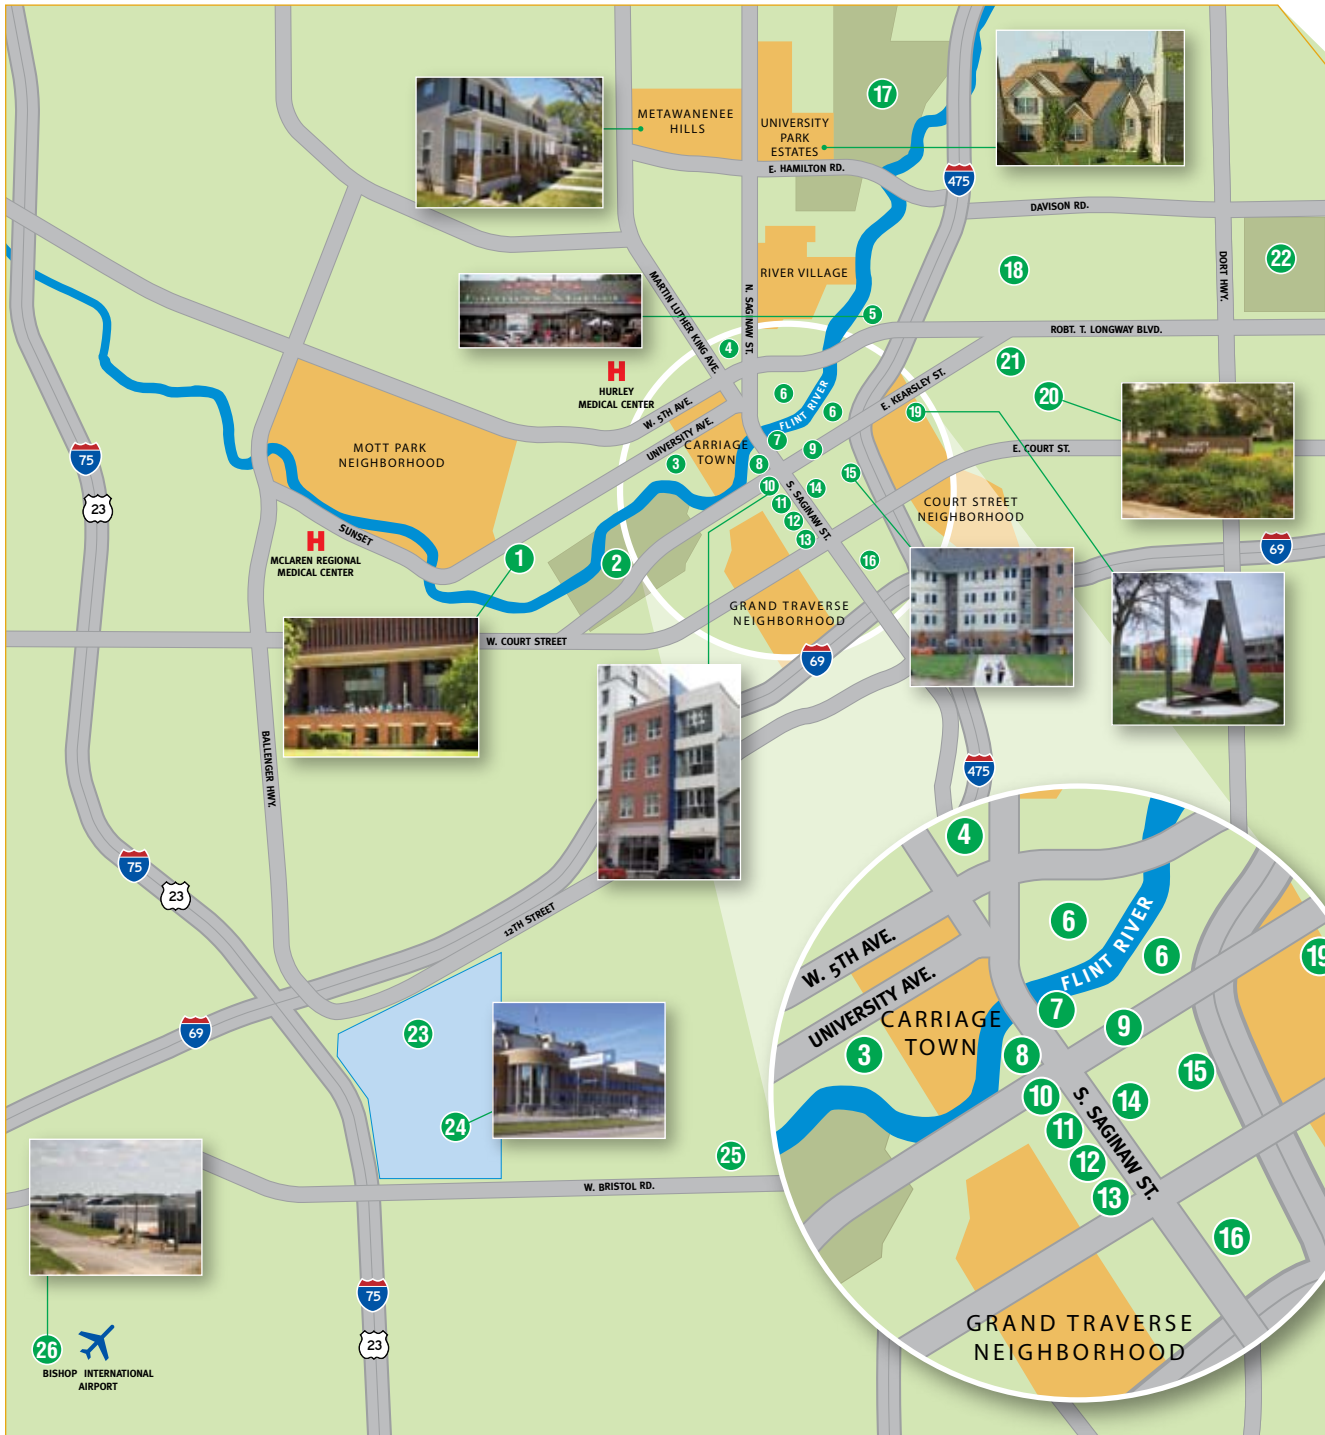 17
METAWANENEE
HILLS
UNIVERSITY
PARK
ESTATES
E. HAMILTON RD.
475
DAVISON RD.
22
18
DORT HWY.
RIVER VILLAGE
MARTIN LUTHER KING AVE.
N. SAGINAW ST.
5
ROBT. T. LONGWAY BLVD.
4
21
H
HURLEY
MEDICAL CENTER
E. KEARSLEY ST.
6
FLINT RIVER
6
20
19
W. 5TH AVE.
UNIVERSITY AVE.
MOTT PARK
NEIGHBORHOOD
CARRIAGE
TOWN
7
9
E. COURT ST.
75
23
3
8
15
10
S. SAGINAW ST.
14
11
12
13
COURT STREET
NEIGHBORHOOD
SUNSET
H
MCLAREN REGIONAL
MEDICAL CENTER
1
2
16
69
GRAND TRAVERSE
NEIGHBORHOOD
W. COURT STREET
69
BALLENGER HWY.
475
75
23
12TH STREET
4
6
FLINT RIVER
6
19
W. 5TH AVE.
UNIVERSITY AVE.
CARRIAGE
TOWN
7
9
3
8
15
10
S. SAGINAW ST.
14
11
12
13
16
GRAND TRAVERSE
NEIGHBORHOOD
69
23
24
25
W. BRISTOL RD.
75
23
26
BISHOP INTERNATIONAL
AIRPORT